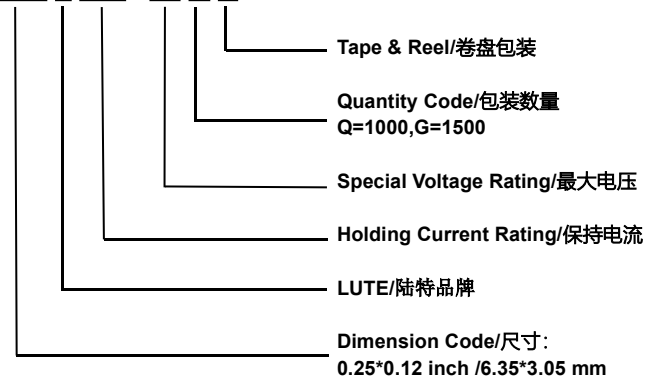 Tape & Reel/卷盘包装
Quantity Code/包装数量
Q=1000,G=1500
Special Voltage Rating/最大电压
Holding Current Rating/保持电流
LUTE/陆特品牌
Dimension Code/尺寸：
0.25*0.12 inch /6.35*3.05 mm